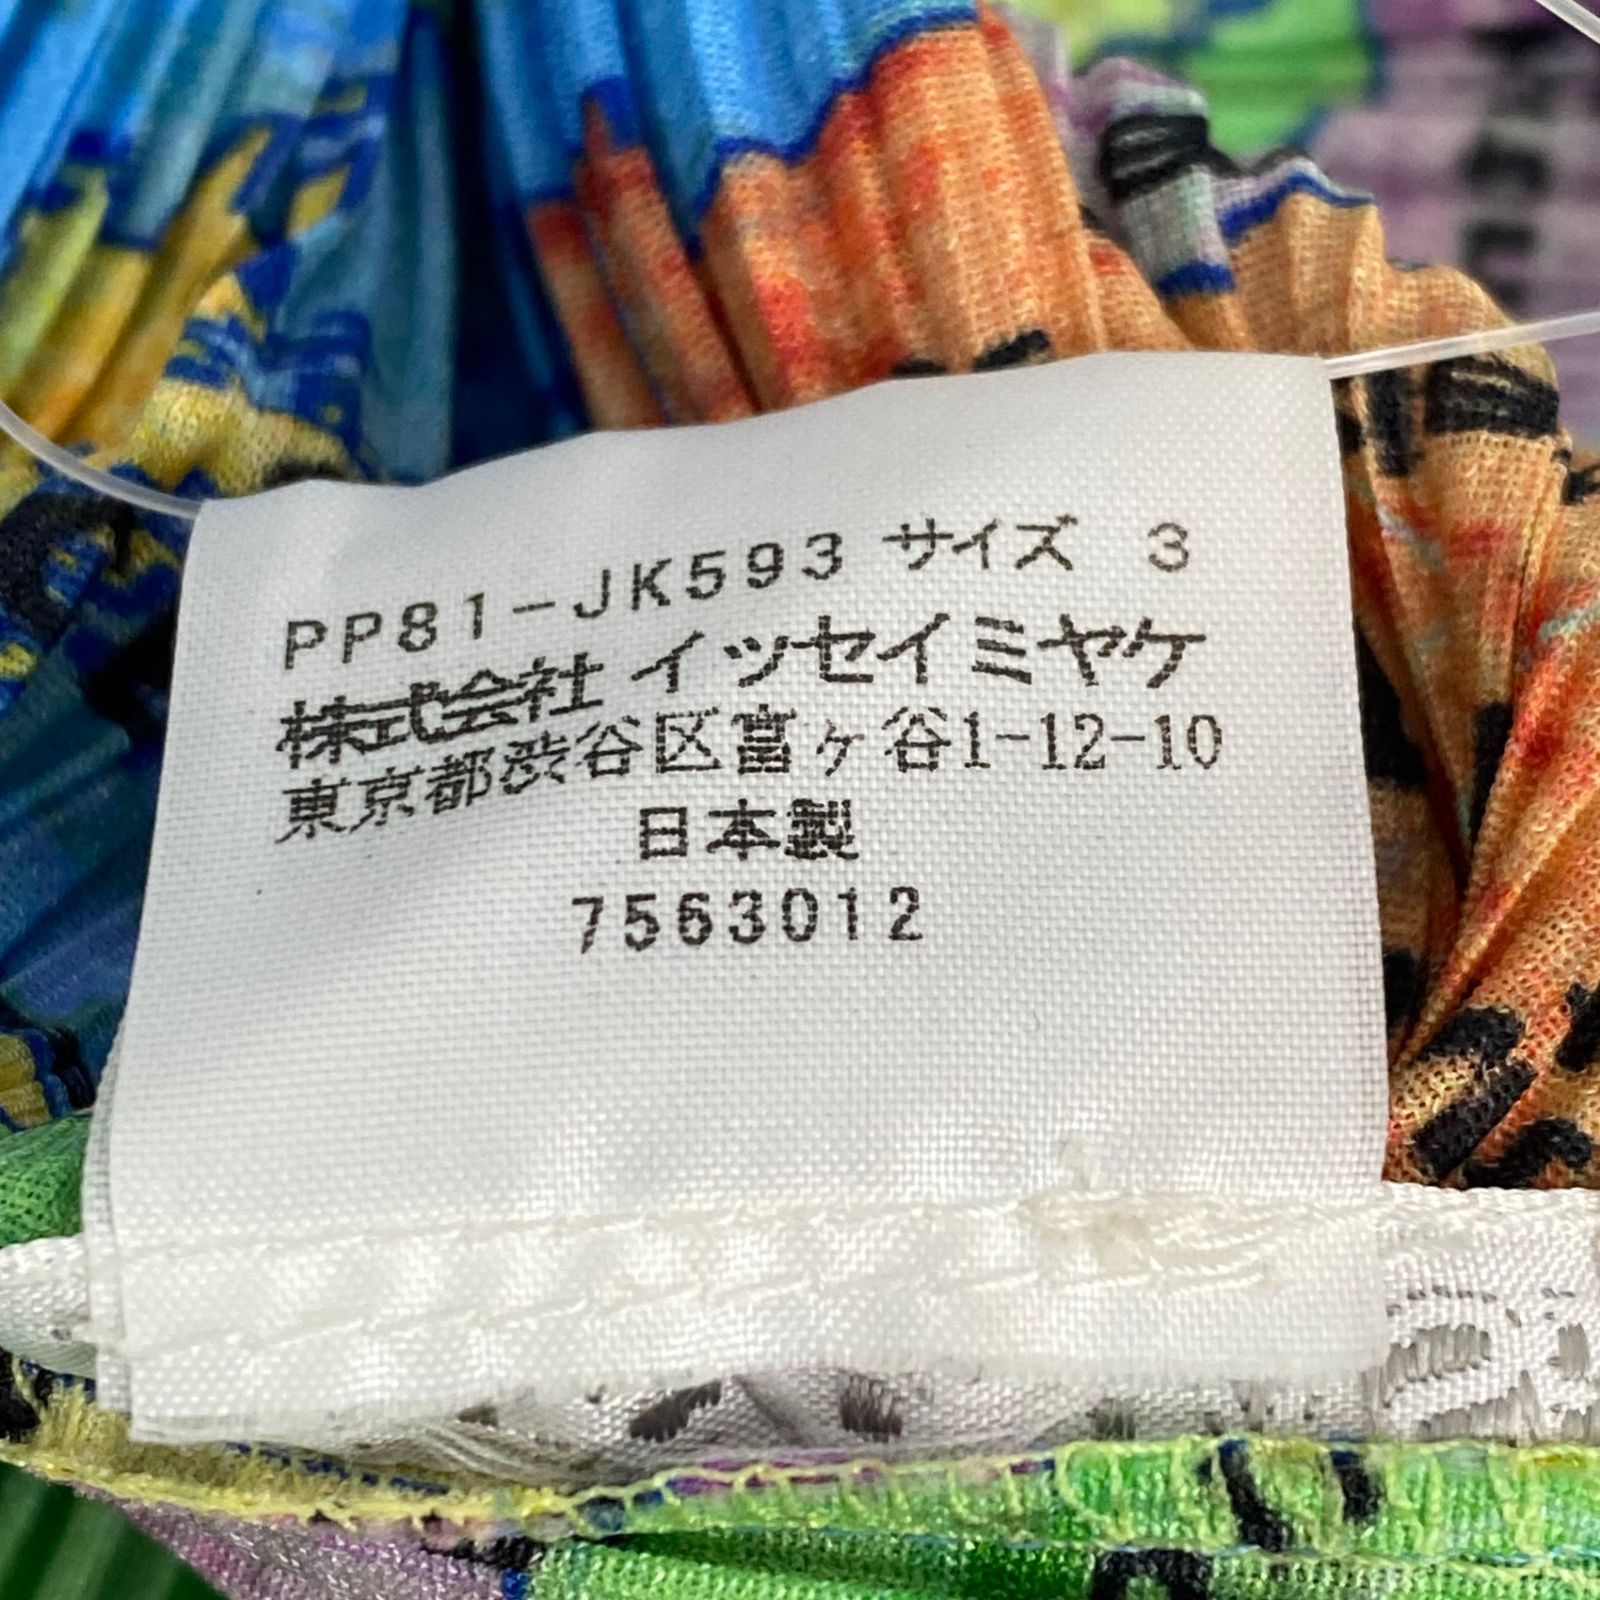 PP81-JK593 サイズ 3
株式会社 イッセイミヤケ
東京都渋谷区富ヶ谷1-12-10
日本製
7563012